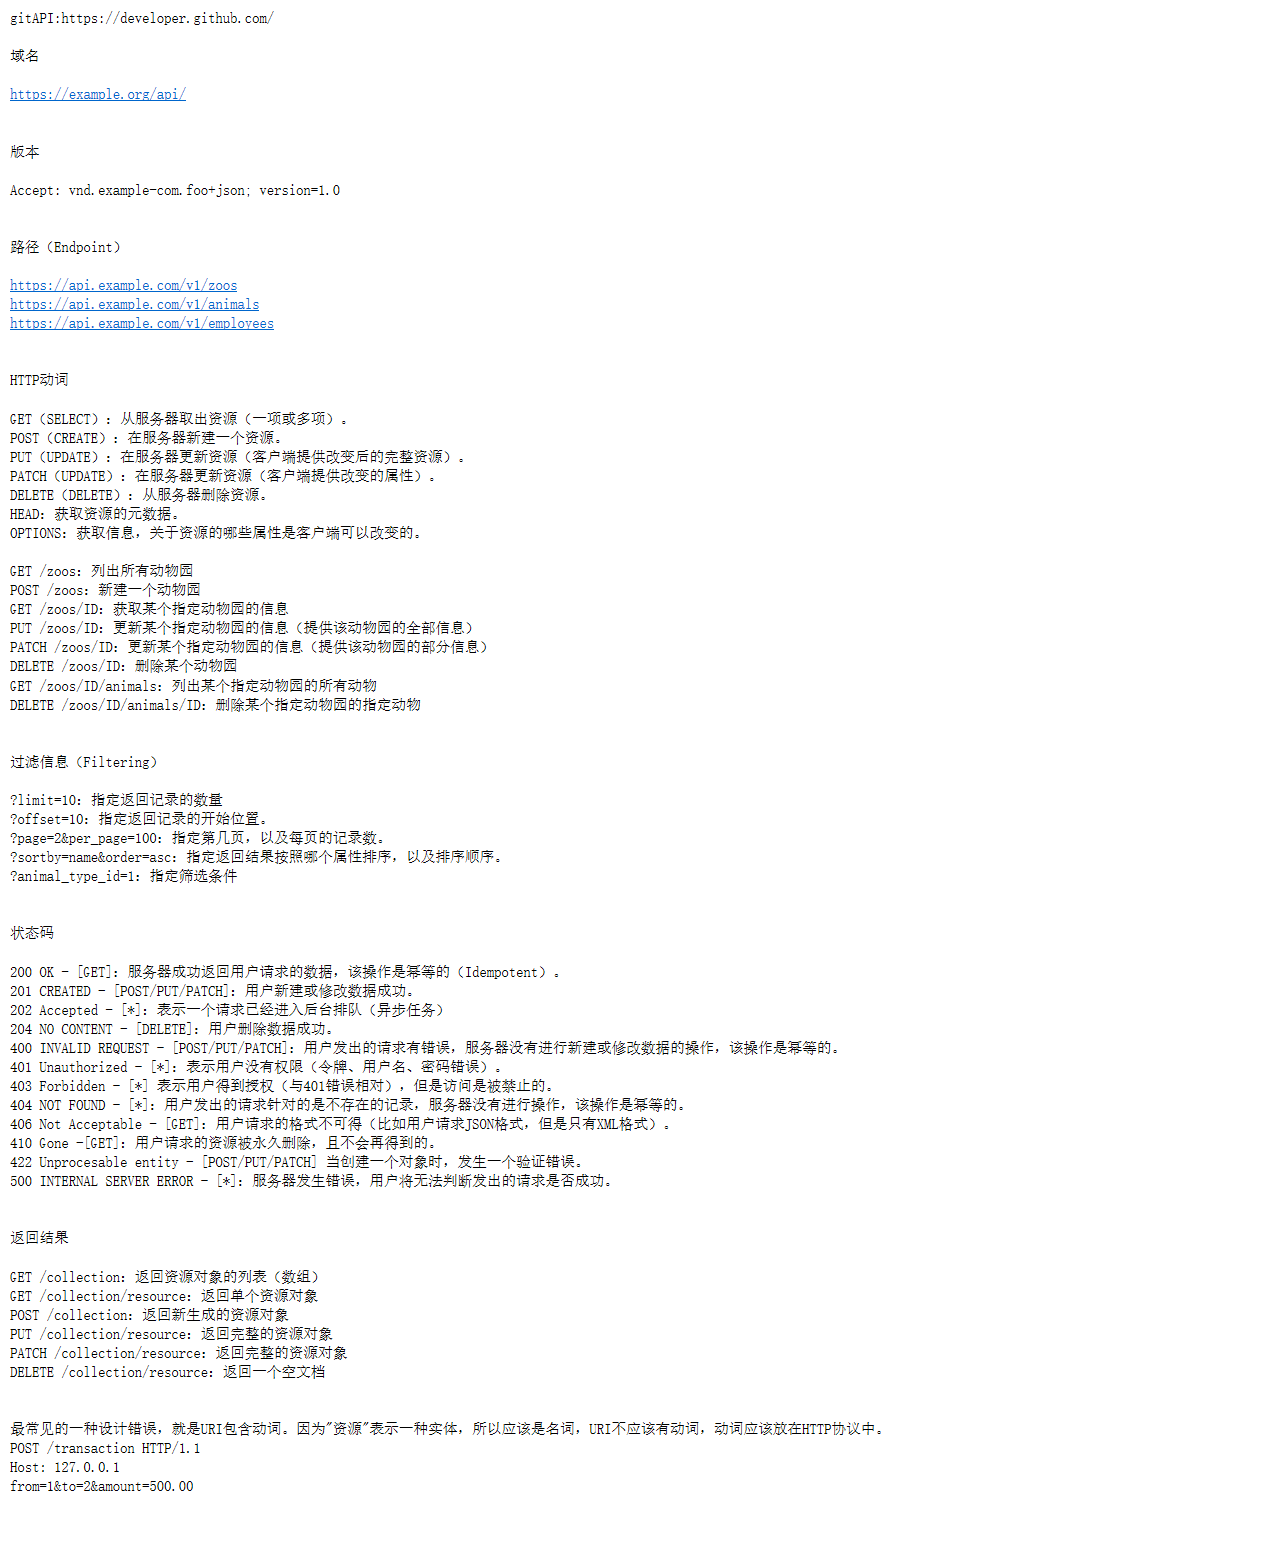 gitAPI:https://developer.github.com/
域名
https://example.org/api/
版本
Accept: vnd.example-com.foo+json; version=1.0
路径（Endpoint）
https://api.example.com/v1/zoos
https://api.example.com/v1/animals
https://api.example.com/v1/employees
HTTP动词
GET（SELECT）：从服务器取出资源（一项或多项）。
POST（CREATE）：在服务器新建一个资源。
PUT（UPDATE）：在服务器更新资源（客户端提供改变后的完整资源）。
PATCH（UPDATE）：在服务器更新资源（客户端提供改变的属性）。
DELETE（DELETE）：从服务器删除资源。
HEAD：获取资源的元数据。
OPTIONS：获取信息，关于资源的哪些属性是客户端可以改变的。
GET /zoos：列出所有动物园
POST /zoos：新建一个动物园
GET /zoos/ID：获取某个指定动物园的信息
PUT /zoos/ID：更新某个指定动物园的信息（提供该动物园的全部信息）
PATCH /zoos/ID：更新某个指定动物园的信息（提供该动物园的部分信息）
DELETE /zoos/ID：删除某个动物园
GET /zoos/ID/animals：列出某个指定动物园的所有动物
DELETE /zoos/ID/animals/ID：删除某个指定动物园的指定动物
过滤信息（Filtering）
?limit=10：指定返回记录的数量
?offset=10：指定返回记录的开始位置。
?page=2&per_page=100：指定第几页，以及每页的记录数。
?sortby=name&order=asc：指定返回结果按照哪个属性排序，以及排序顺序。
?animal_type_id=1：指定筛选条件
状态码
200 OK - [GET]：服务器成功返回用户请求的数据，该操作是幂等的（Idempotent）。
201 CREATED - [POST/PUT/PATCH]：用户新建或修改数据成功。
202 Accepted - [*]：表示一个请求已经进入后台排队（异步任务）
204 NO CONTENT - [DELETE]：用户删除数据成功。
400 INVALID REQUEST - [POST/PUT/PATCH]：用户发出的请求有错误，服务器没有进行新建或修改数据的操作，该操作是幂等的。
401 Unauthorized - [*]：表示用户没有权限（令牌、用户名、密码错误）。
403 Forbidden - [*] 表示用户得到授权（与401错误相对），但是访问是被禁止的。
404 NOT FOUND - [*]：用户发出的请求针对的是不存在的记录，服务器没有进行操作，该操作是幂等的。
406 Not Acceptable - [GET]：用户请求的格式不可得（比如用户请求JSON格式，但是只有XML格式）。
410 Gone -[GET]：用户请求的资源被永久删除，且不会再得到的。
422 Unprocesable entity - [POST/PUT/PATCH] 当创建一个对象时，发生一个验证错误。
500 INTERNAL SERVER ERROR - [*]：服务器发生错误，用户将无法判断发出的请求是否成功。
返回结果
GET /collection：返回资源对象的列表（数组）
GET /collection/resource：返回单个资源对象
POST /collection：返回新生成的资源对象
PUT /collection/resource：返回完整的资源对象
PATCH /collection/resource：返回完整的资源对象
DELETE /collection/resource：返回一个空文档
最常见的一种设计错误，就是URI包含动词。因为"资源"表示一种实体，所以应该是名词，URI不应该有动词，动词应该放在HTTP协议中。
POST /transaction HTTP/1.1
Host: 127.0.0.1
from=1&to=2&amount=500.00